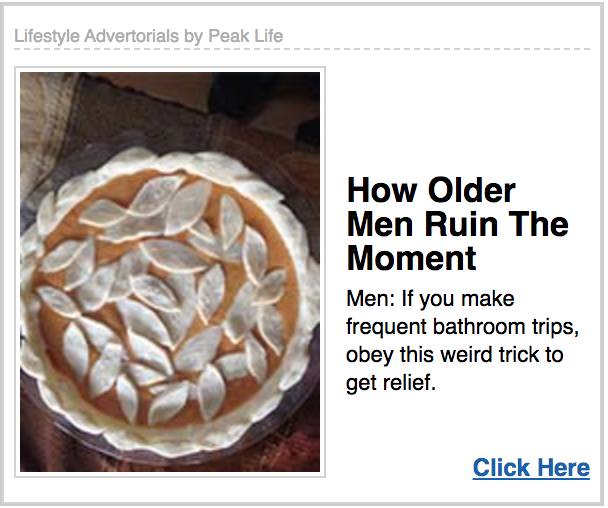 Lifestyle Advertorials by Peak Life
How Older
Men Ruin The
Moment
Men: If you make
frequent bathroom trips,
obey this weird trick to
get relief.
Click Here